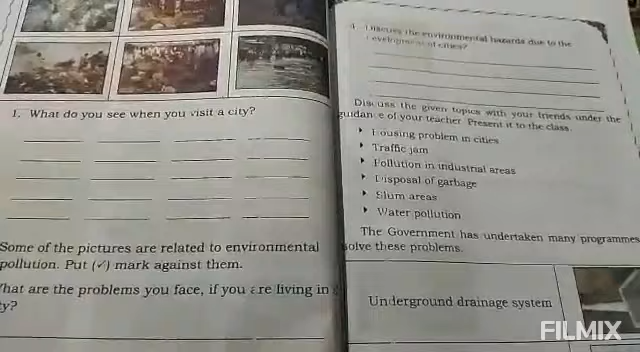 1. What do you see when you visit a city?
Some of the pictures are related to environmental
pollution. Put (✓) mark against them.
What are the problems you face, if you are living in
ty?
4. Discuss the environmental hazards due to the
development of cities?
Discuss the given topics with your friends under the
guidance of your teacher. Present it to the class.
Housing problem in cities
Traffic jam
Pollution in industrial areas
Disposal of garbage
Slum areas
Water pollution
The Government has undertaken many programmes
solve these problems.
Underground drainage system
FILMIX